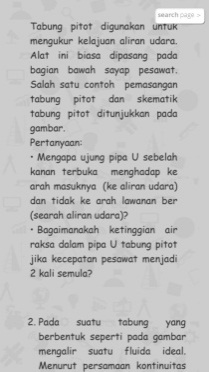 search page >
Tabung pitot digunakan untuk
mengukur kelajuan aliran udara.
Alat ini biasa dipasang pada
bagian bawah sayap pesawat.
Salah satu contoh pemasangan
tabung pitot dan skematik
tabung pitot ditunjukkan pada
gambar.
Pertanyaan:
• Mengapa ujung pipa U sebelah
kanan terbuka menghadap ke
arah masuknya (ke aliran udara)
dan tidak ke arah lawanan ber
(searah aliran udara)?
• Bagaimanakah ketinggian air
raksa dalam pipa U tabung pitot
jika kecepatan pesawat menjadi
2 kali semula?
2. Pada suatu tabung yang
berbentuk seperti pada gambar
mengalir suatu fluida ideal.
Menurut persamaan kontinuitas